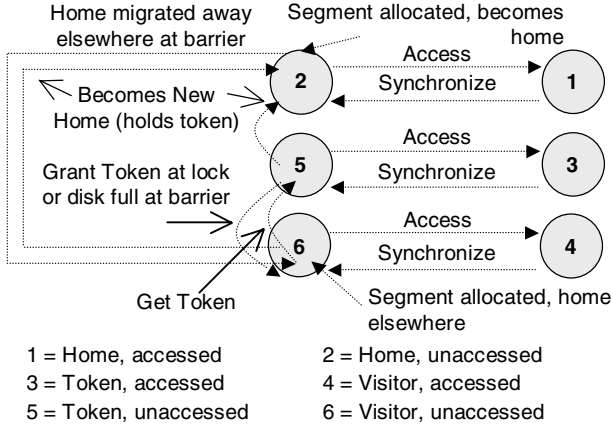 Home migrated away
elsewhere at barrier
Segment allocated, becomes
home
Access
Synchronize
2
1
Becomes New
Home (holds token)
Access
Synchronize
5
3
Grant Token at lock
or disk full at barrier
Access
Synchronize
6
4
Get Token
Segment allocated, home
elsewhere
1 = Home, accessed
2 = Home, unaccessed
3 = Token, accessed
4 = Visitor, accessed
5 = Token, unaccessed
6 = Visitor, unaccessed